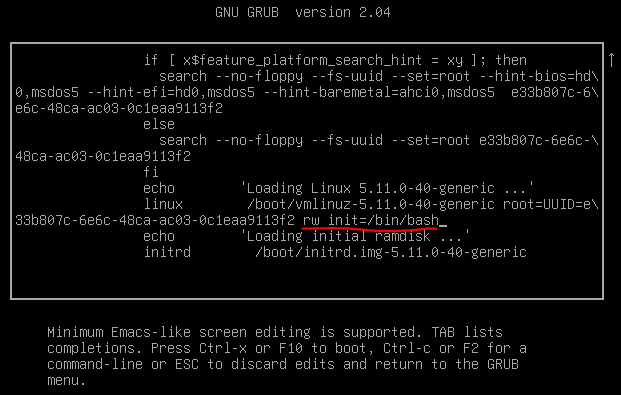 GNU GRUB  version 2.04
if [ x$feature_platform_search_hint = xy ]; then
search --no-floppy --fs-uuid --set=root --hint-bios=hd\
0,msdos5 --hint-efi=hd0,msdos5 --hint-baremetal=ahci0,msdos5  e33b807c-6\
e6c-48ca-ac03-0c1eaa9113f2
else
search --no-floppy --fs-uuid --set=root e33b807c-6e6c-\
48ca-ac03-0c1eaa9113f2
fi
echo        'Loading Linux 5.11.0-40-generic ...'
linux        /boot/vmlinuz-5.11.0-40-generic root=UUID=e\
33b807c-6e6c-48ca-ac03-0c1eaa9113f2 rw init=/bin/bash_
echo        'Loading initial ramdisk ...'
initrd        /boot/initrd.img-5.11.0-40-generic
Minimum Emacs-like screen editing is supported. TAB lists
completions. Press Ctrl-x or F10 to boot, Ctrl-c or F2 for a
command-line or ESC to discard edits and return to the GRUB
menu.